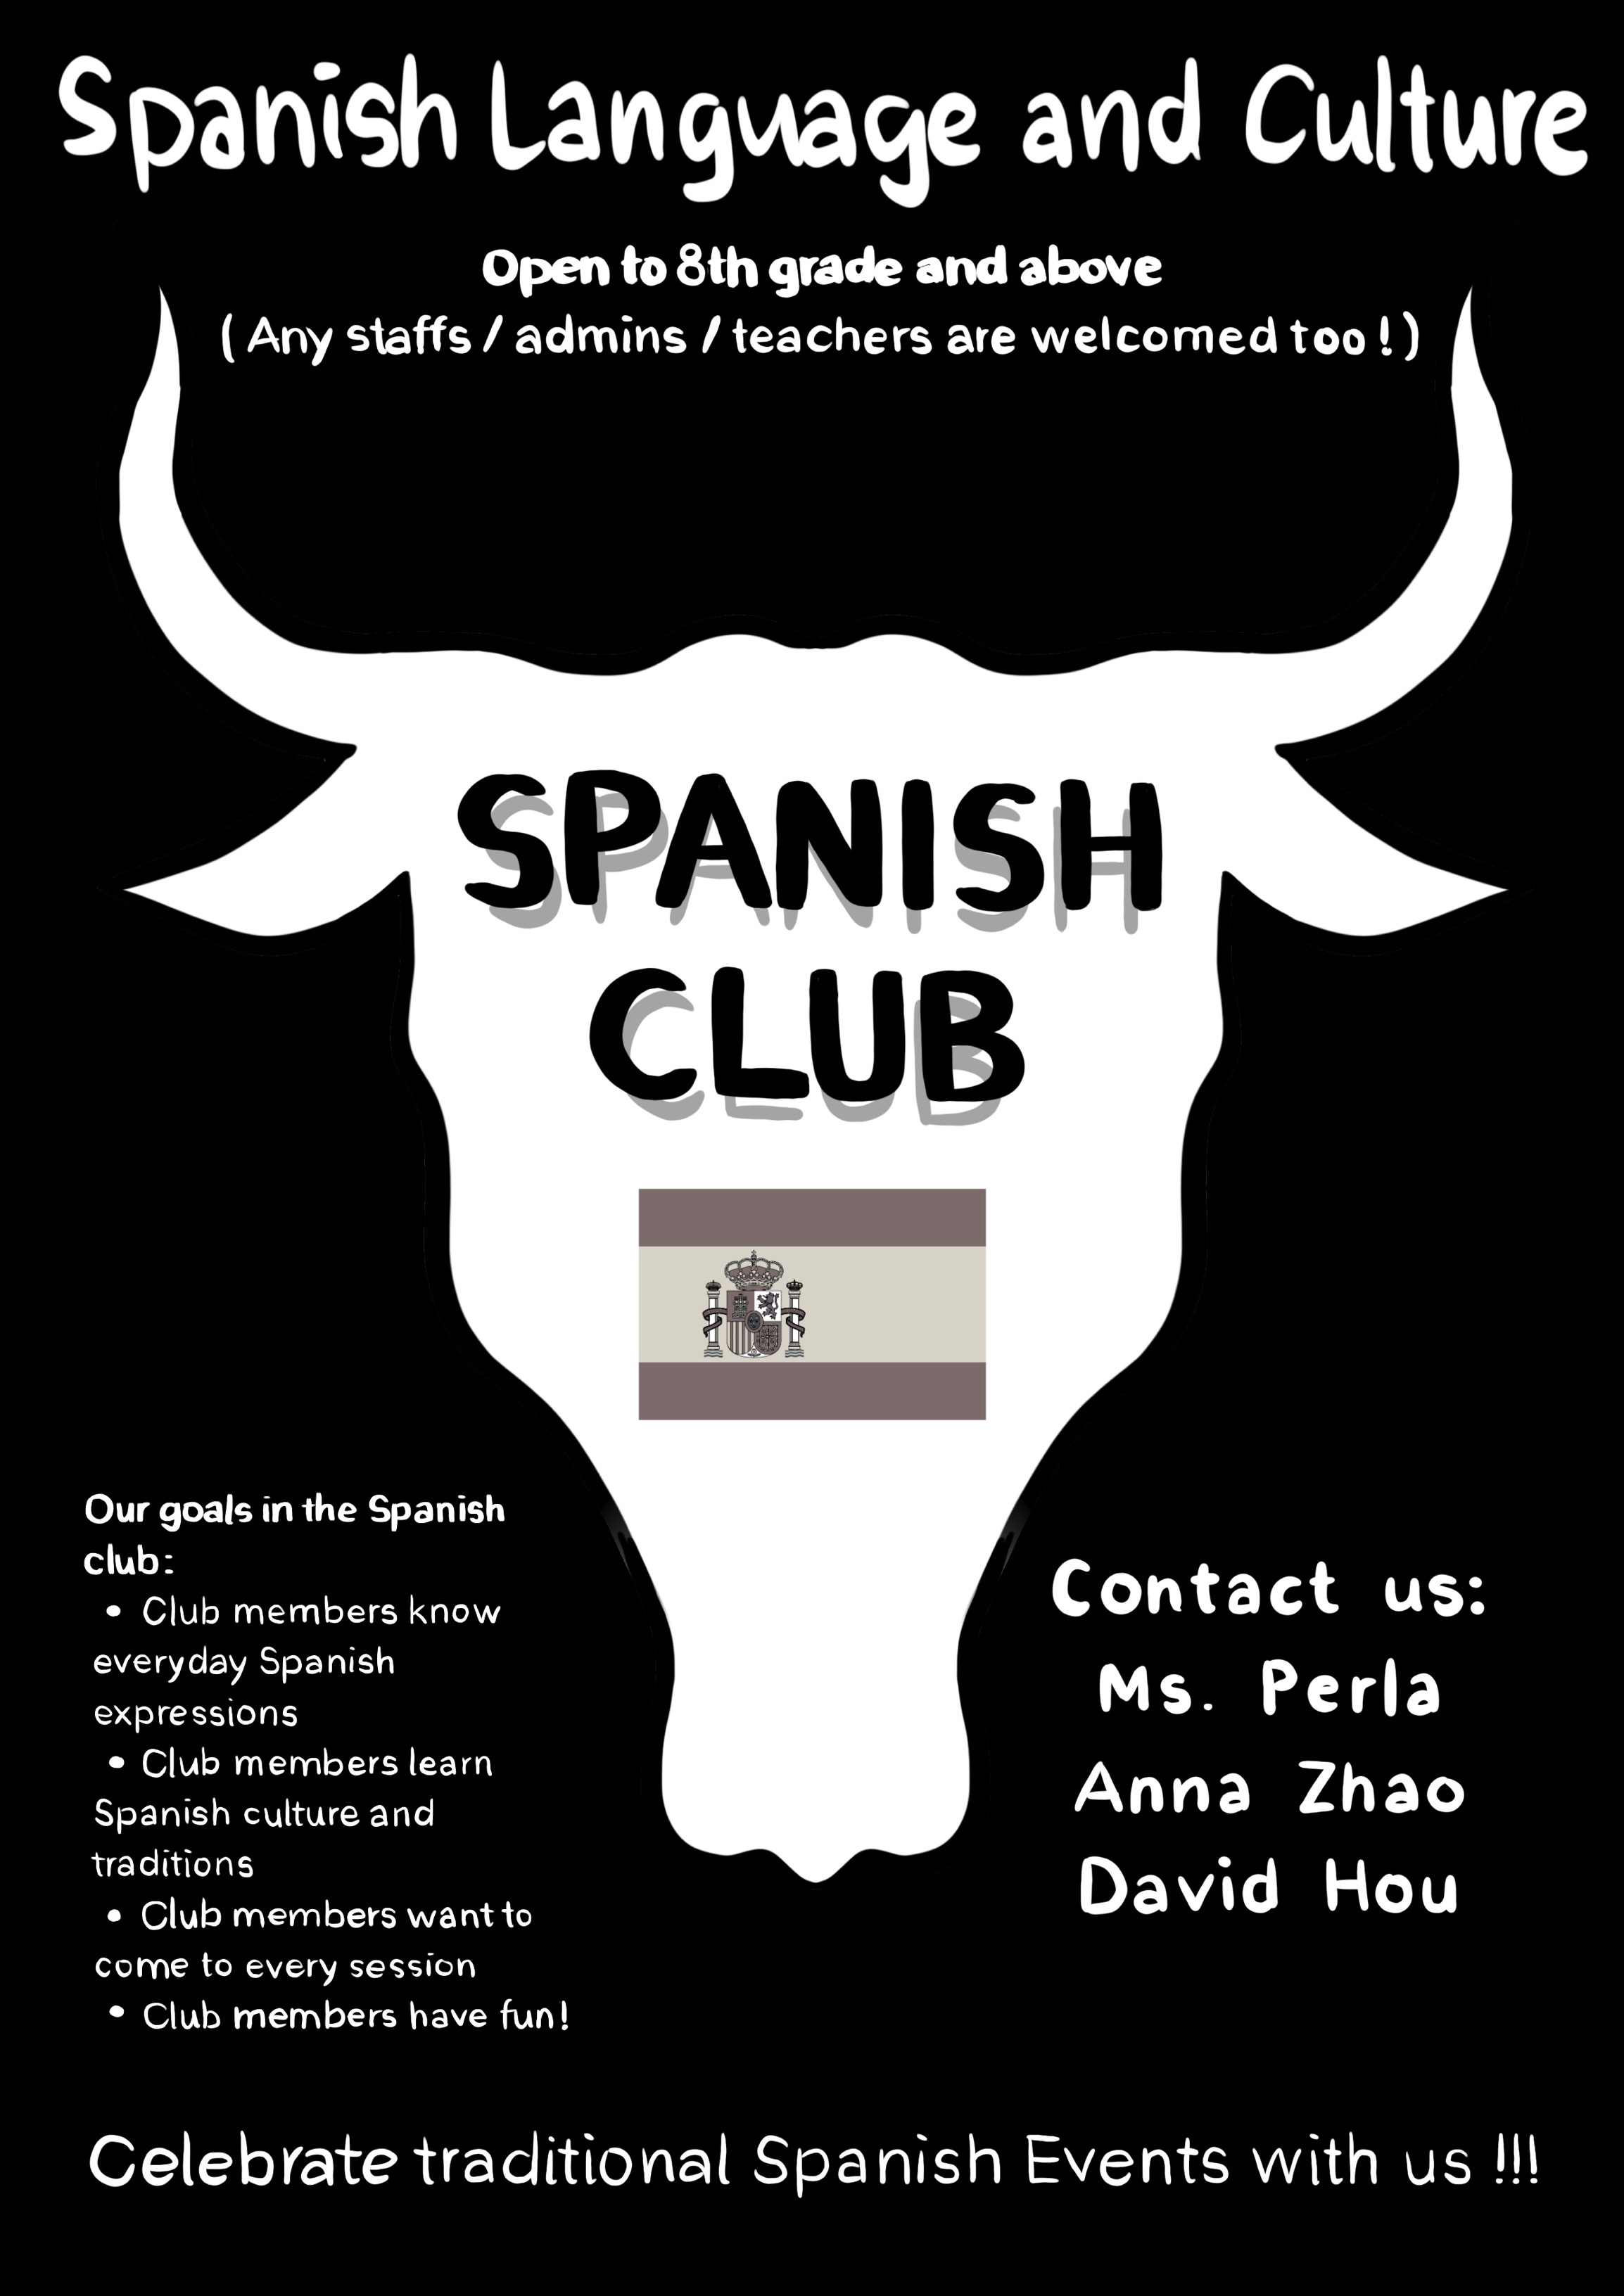 Spanish Language and Culture
Open to 8th grade and above
( Any staffs / admins / teachers are welcomed too ! )
SPANISH
CLUB
Our goals in the Spanish
club:
• Club members know
everyday Spanish
expressions
• Club members learn
Spanish culture and
traditions
• Club members want to
come to every session
• Club members have fun!
Contact us:
Ms. Perla
Anna Zhao
David Hou
Celebrate traditional Spanish Events with us !!!